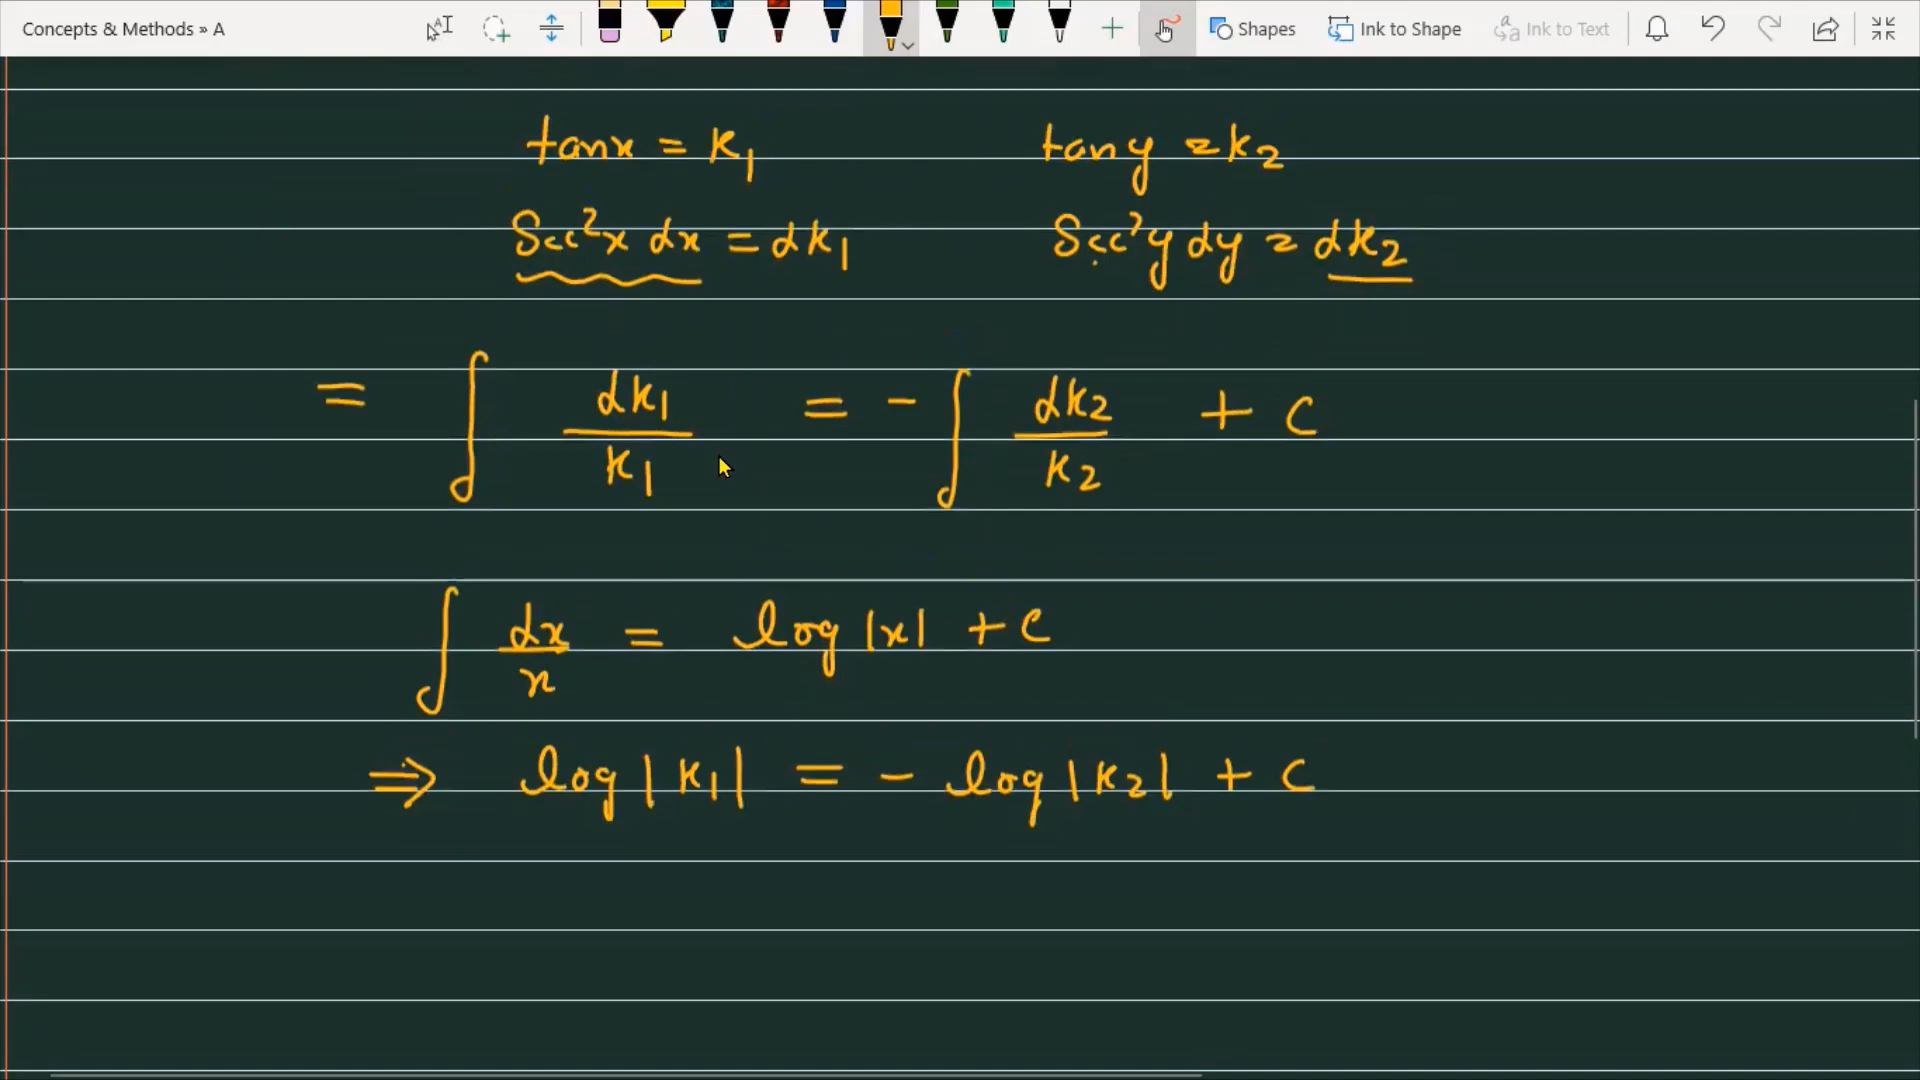 Concepts & Methods » A
Shapes
Ink to Shape
Ink to Text
tanx = k₁ tany = k₂
Sec²x dx = dk₁ Sec²y dy = dk₂
= ∫ dk₁/k₁ = - ∫ dk₂/k₂ + c
∫ dx/x = log |x| + c
⇒ log |k₁| = - log |k₂| + c